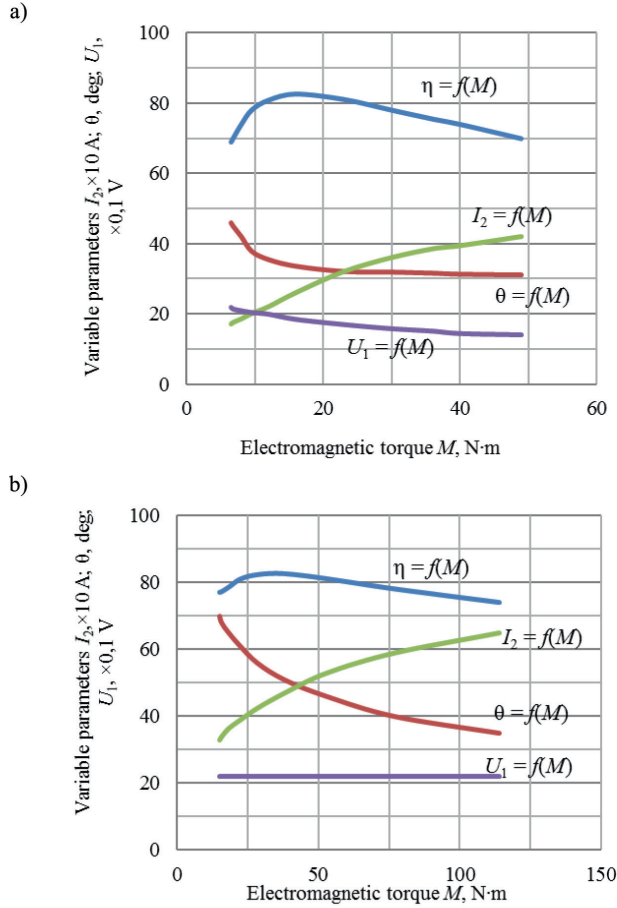 a)
Variable parameters I₂,×10 A; θ, deg; U₁,
×0,1 V
100
80
60
40
20
0
0
20
40
60
η = f(M)
I₂ = f(M)
θ = f(M)
U₁ = f(M)
Electromagnetic torque M, N·m
b)
Variable parameters I₂,×10 A; θ, deg;
U₁, ×0,1 V
100
80
60
40
20
0
0
50
100
150
η = f(M)
I₂ = f(M)
θ = f(M)
U₁ = f(M)
Electromagnetic torque M, N·m